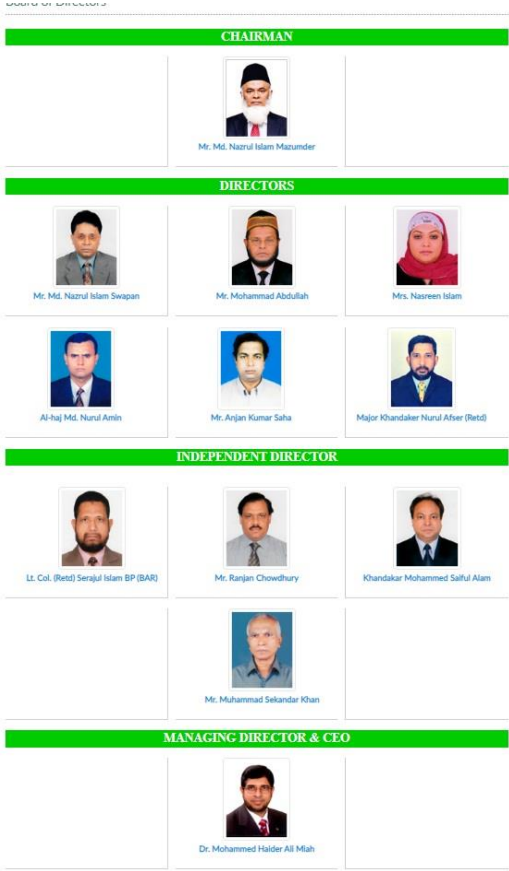 Board of Directors
CHAIRMAN
Mr. Md. Nazrul Islam Mazumder
DIRECTORS
Mr. Md. Nazrul Islam Swapan
Mr. Mohammad Abdullah
Mrs. Nasreen Islam
Al-haj Md. Nurul Amin
Mr. Anjan Kumar Saha
Major Khandaker Nurul Afser (Retd)
INDEPENDENT DIRECTOR
Lt. Col. (Retd) Serajul Islam BP (BAR)
Mr. Ranjan Chowdhury
Khandakar Mohammed Saiful Alam
Mr. Muhammad Sekandar Khan
MANAGING DIRECTOR & CEO
Dr. Mohammed Haider Ali Miah